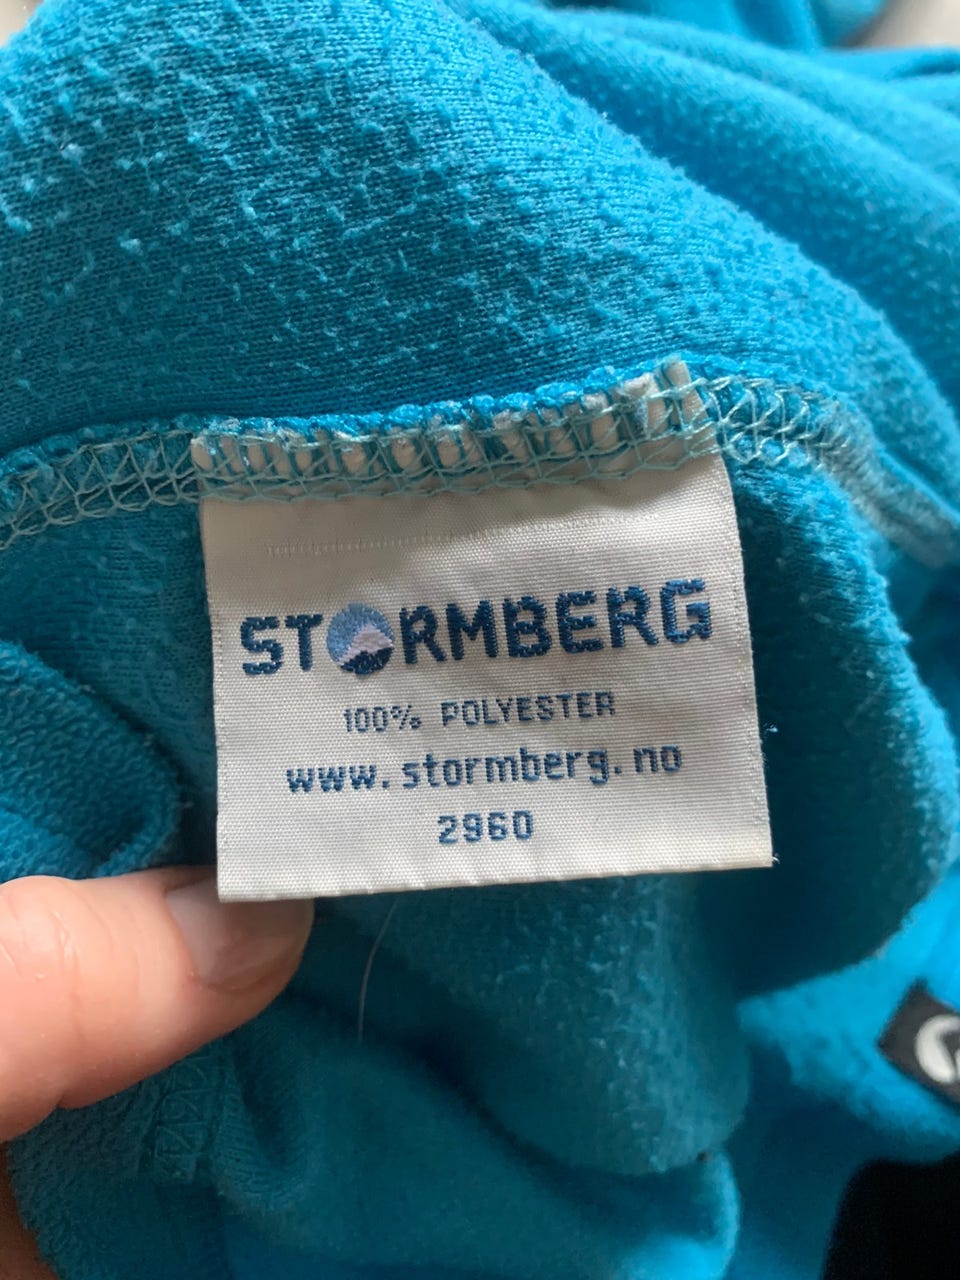 STORMBERG
100% POLYESTER
www.stormberg.no
2960